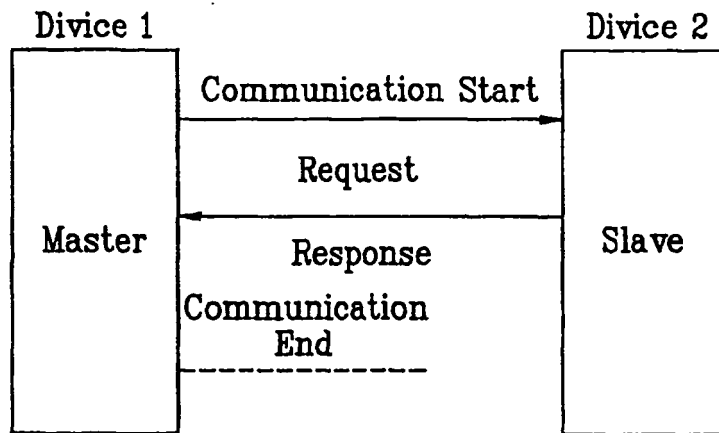 Divice 1
Divice 2
Communication Start
Request
Master
Slave
Response
Communication
End